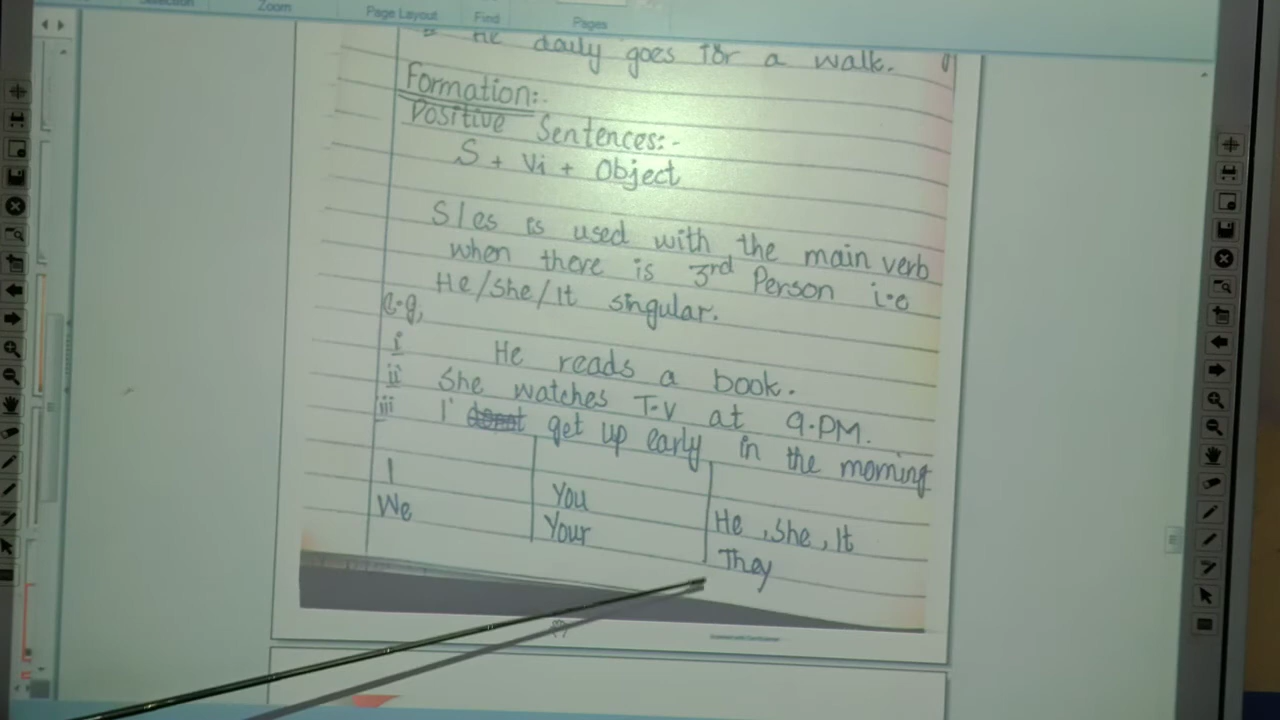 Zoom
Page Layout
Find
Pages
He daily goes for a walk.
Formation:-
Positive Sentences:-
S + Vi + Object
S/es is used with the main verb
when there is 3rd Person i.e
He/She/It singular.
e.g,
i He reads a book.
ii She watches T.V at 9.PM.
iii I get up early in the morning
I
We
You
Your
He, She, It
They